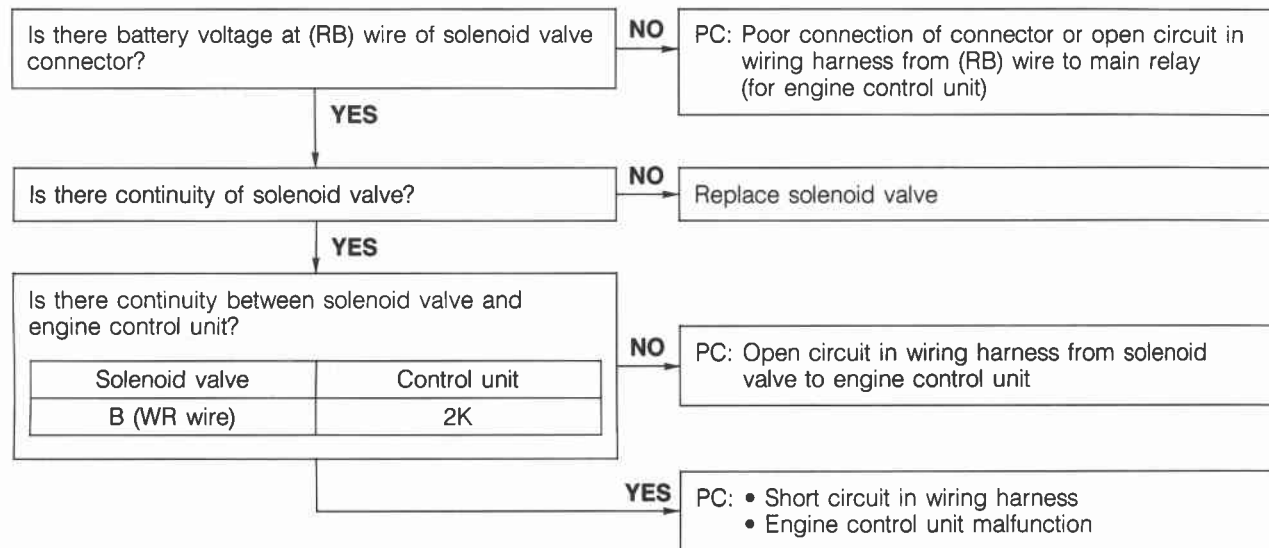 Is there battery voltage at (RB) wire of solenoid valve
connector?
NO
PC: Poor connection of connector or open circuit in
wiring harness from (RB) wire to main relay
(for engine control unit)
YES
Is there continuity of solenoid valve?
NO
Replace solenoid valve
YES
Is there continuity between solenoid valve and
engine control unit?
Solenoid valve Control unit
B (WR wire) 2K
NO
PC: Open circuit in wiring harness from solenoid
valve to engine control unit
YES
PC: • Short circuit in wiring harness
• Engine control unit malfunction